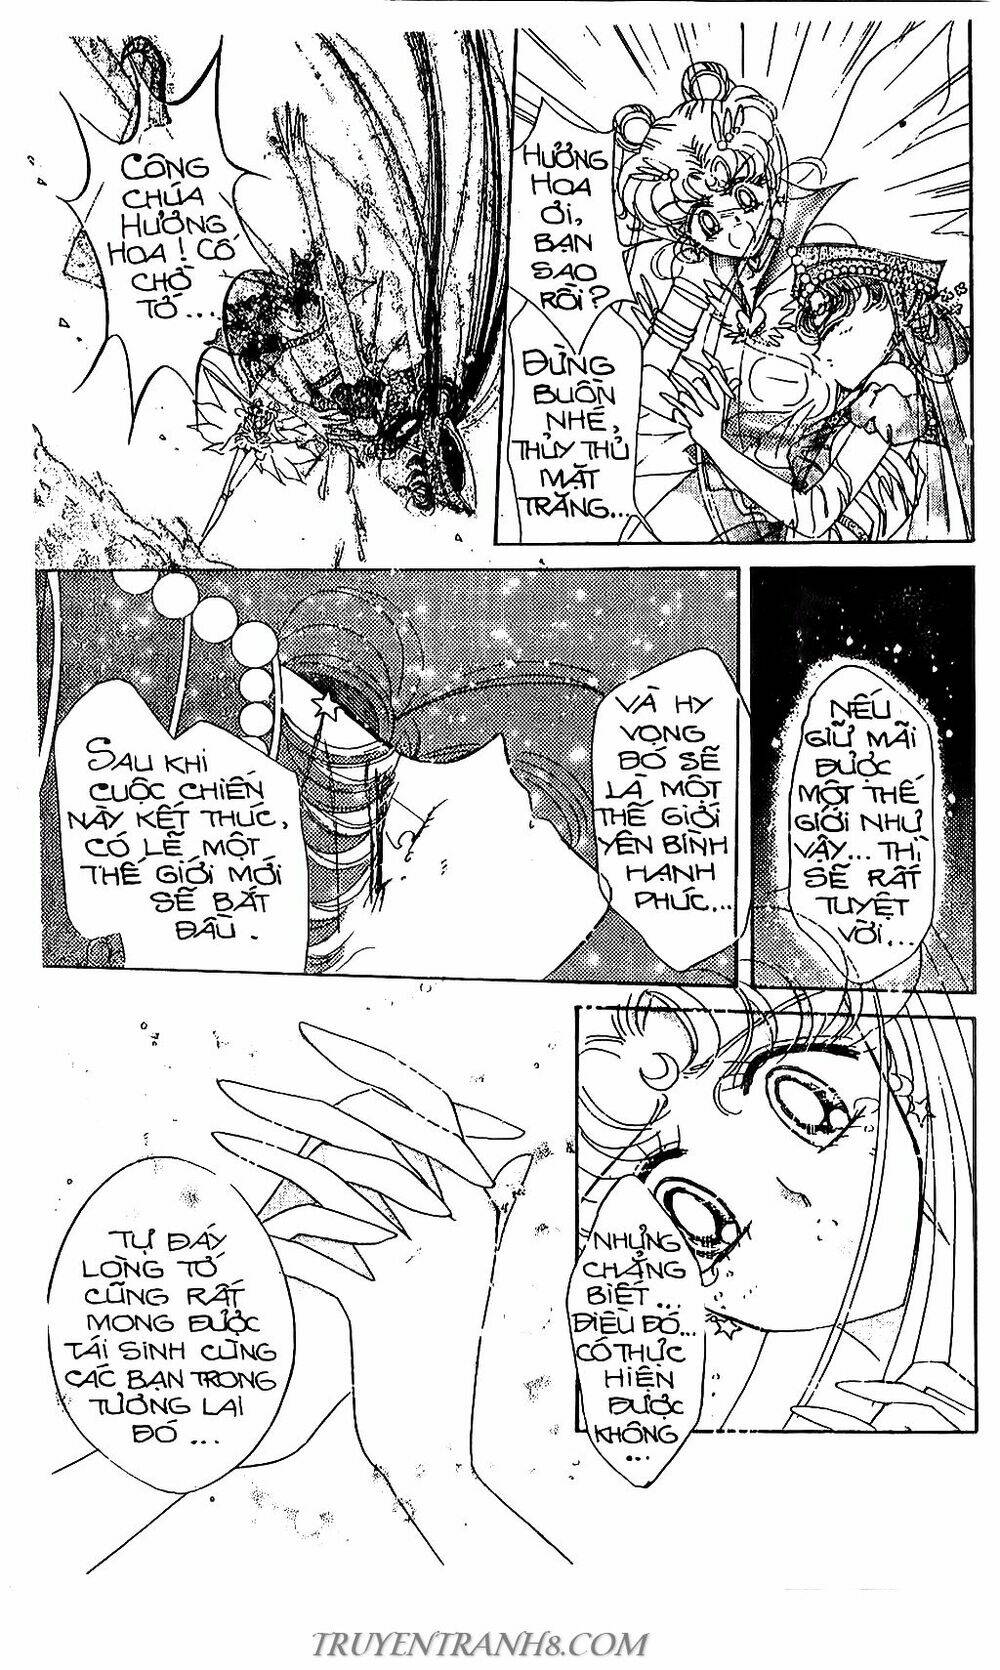 HƯƠNG
HOA
ƠI,
BẠN
SAO
RỒI?
ĐỪNG
BUỒN
NHÉ,
THỦY THỦ
MẶT
TRĂNG...
CÔNG
CHÚA
HƯƠNG
HOA! CỐ
CHỜ
TỚ...
NẾU
GIỮ MÃI
ĐƯỢC
MỘT THẾ
GIỚI NHƯ
VẬY... THÌ
SẼ RẤT
TUYỆT
VỜI...
VÀ HY
VỌNG
ĐÓ SẼ
LÀ MỘT
THẾ GIỚI
YÊN BÌNH
HẠNH
PHÚC...
SAU KHI
CUỘC CHIẾN
NÀY KẾT THÚC,
CÓ LẼ MỘT
THẾ GIỚI MỚI
SẼ BẮT
ĐẦU.
NHƯNG
CHẲNG
BIẾT...
ĐIỀU ĐÓ...
CÓ THỰC
HIỆN
ĐƯỢC
KHÔNG
...
TỰ ĐÁY
LÒNG TỚ
CŨNG RẤT
MONG ĐƯỢC
TÁI SINH CÙNG
CÁC BẠN TRONG
TƯƠNG LAI
ĐÓ...
TRUYENTRANH8.COM